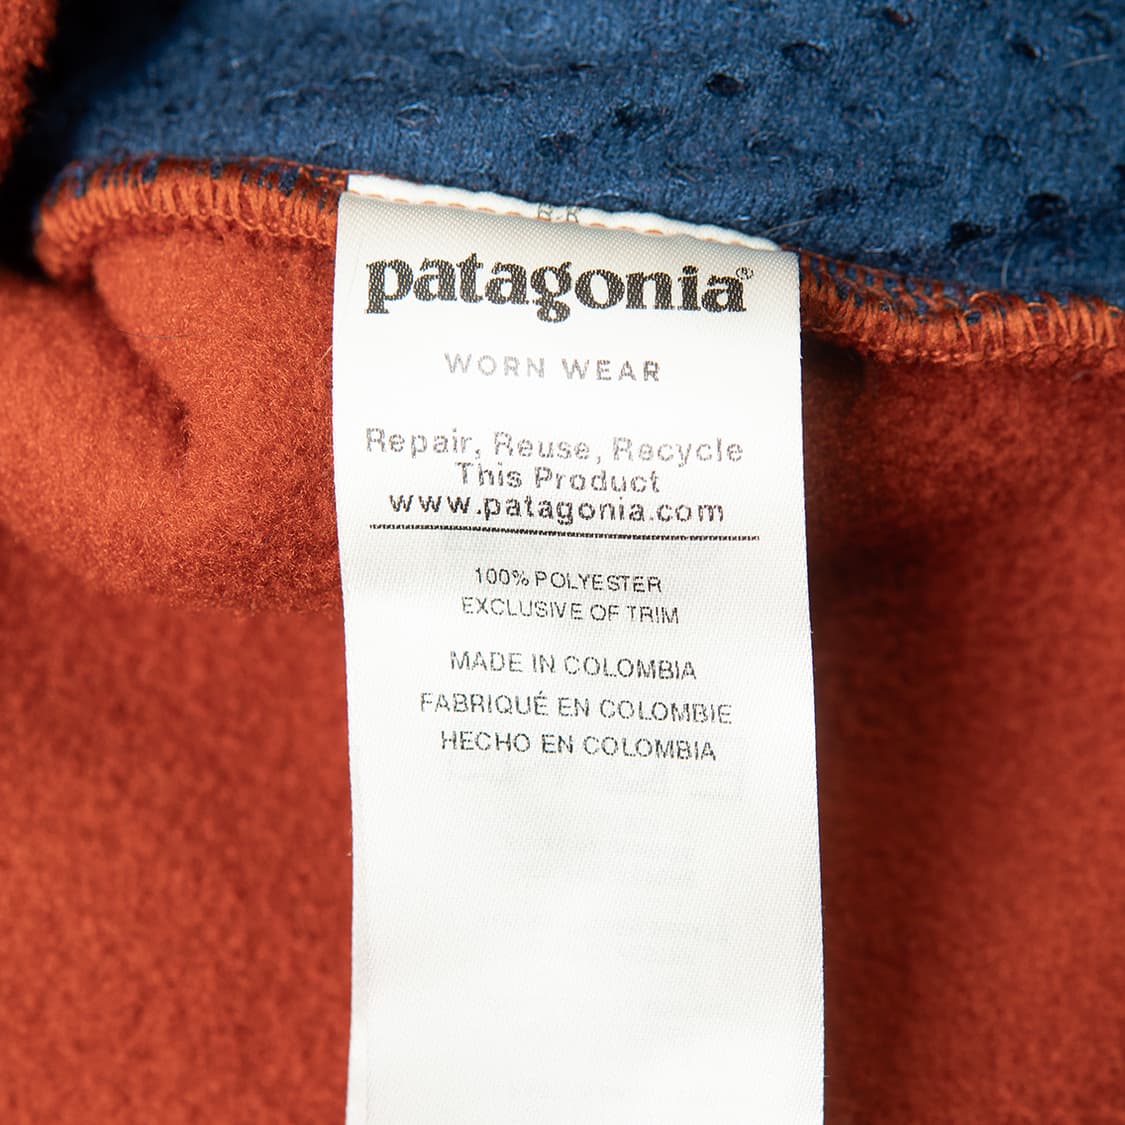 patagonia®
WORN WEAR
Repair, Reuse, Recycle
This Product
www.patagonia.com
100% POLYESTER
EXCLUSIVE OF TRIM
MADE IN COLOMBIA
FABRIQUÉ EN COLOMBIE
HECHO EN COLOMBIA